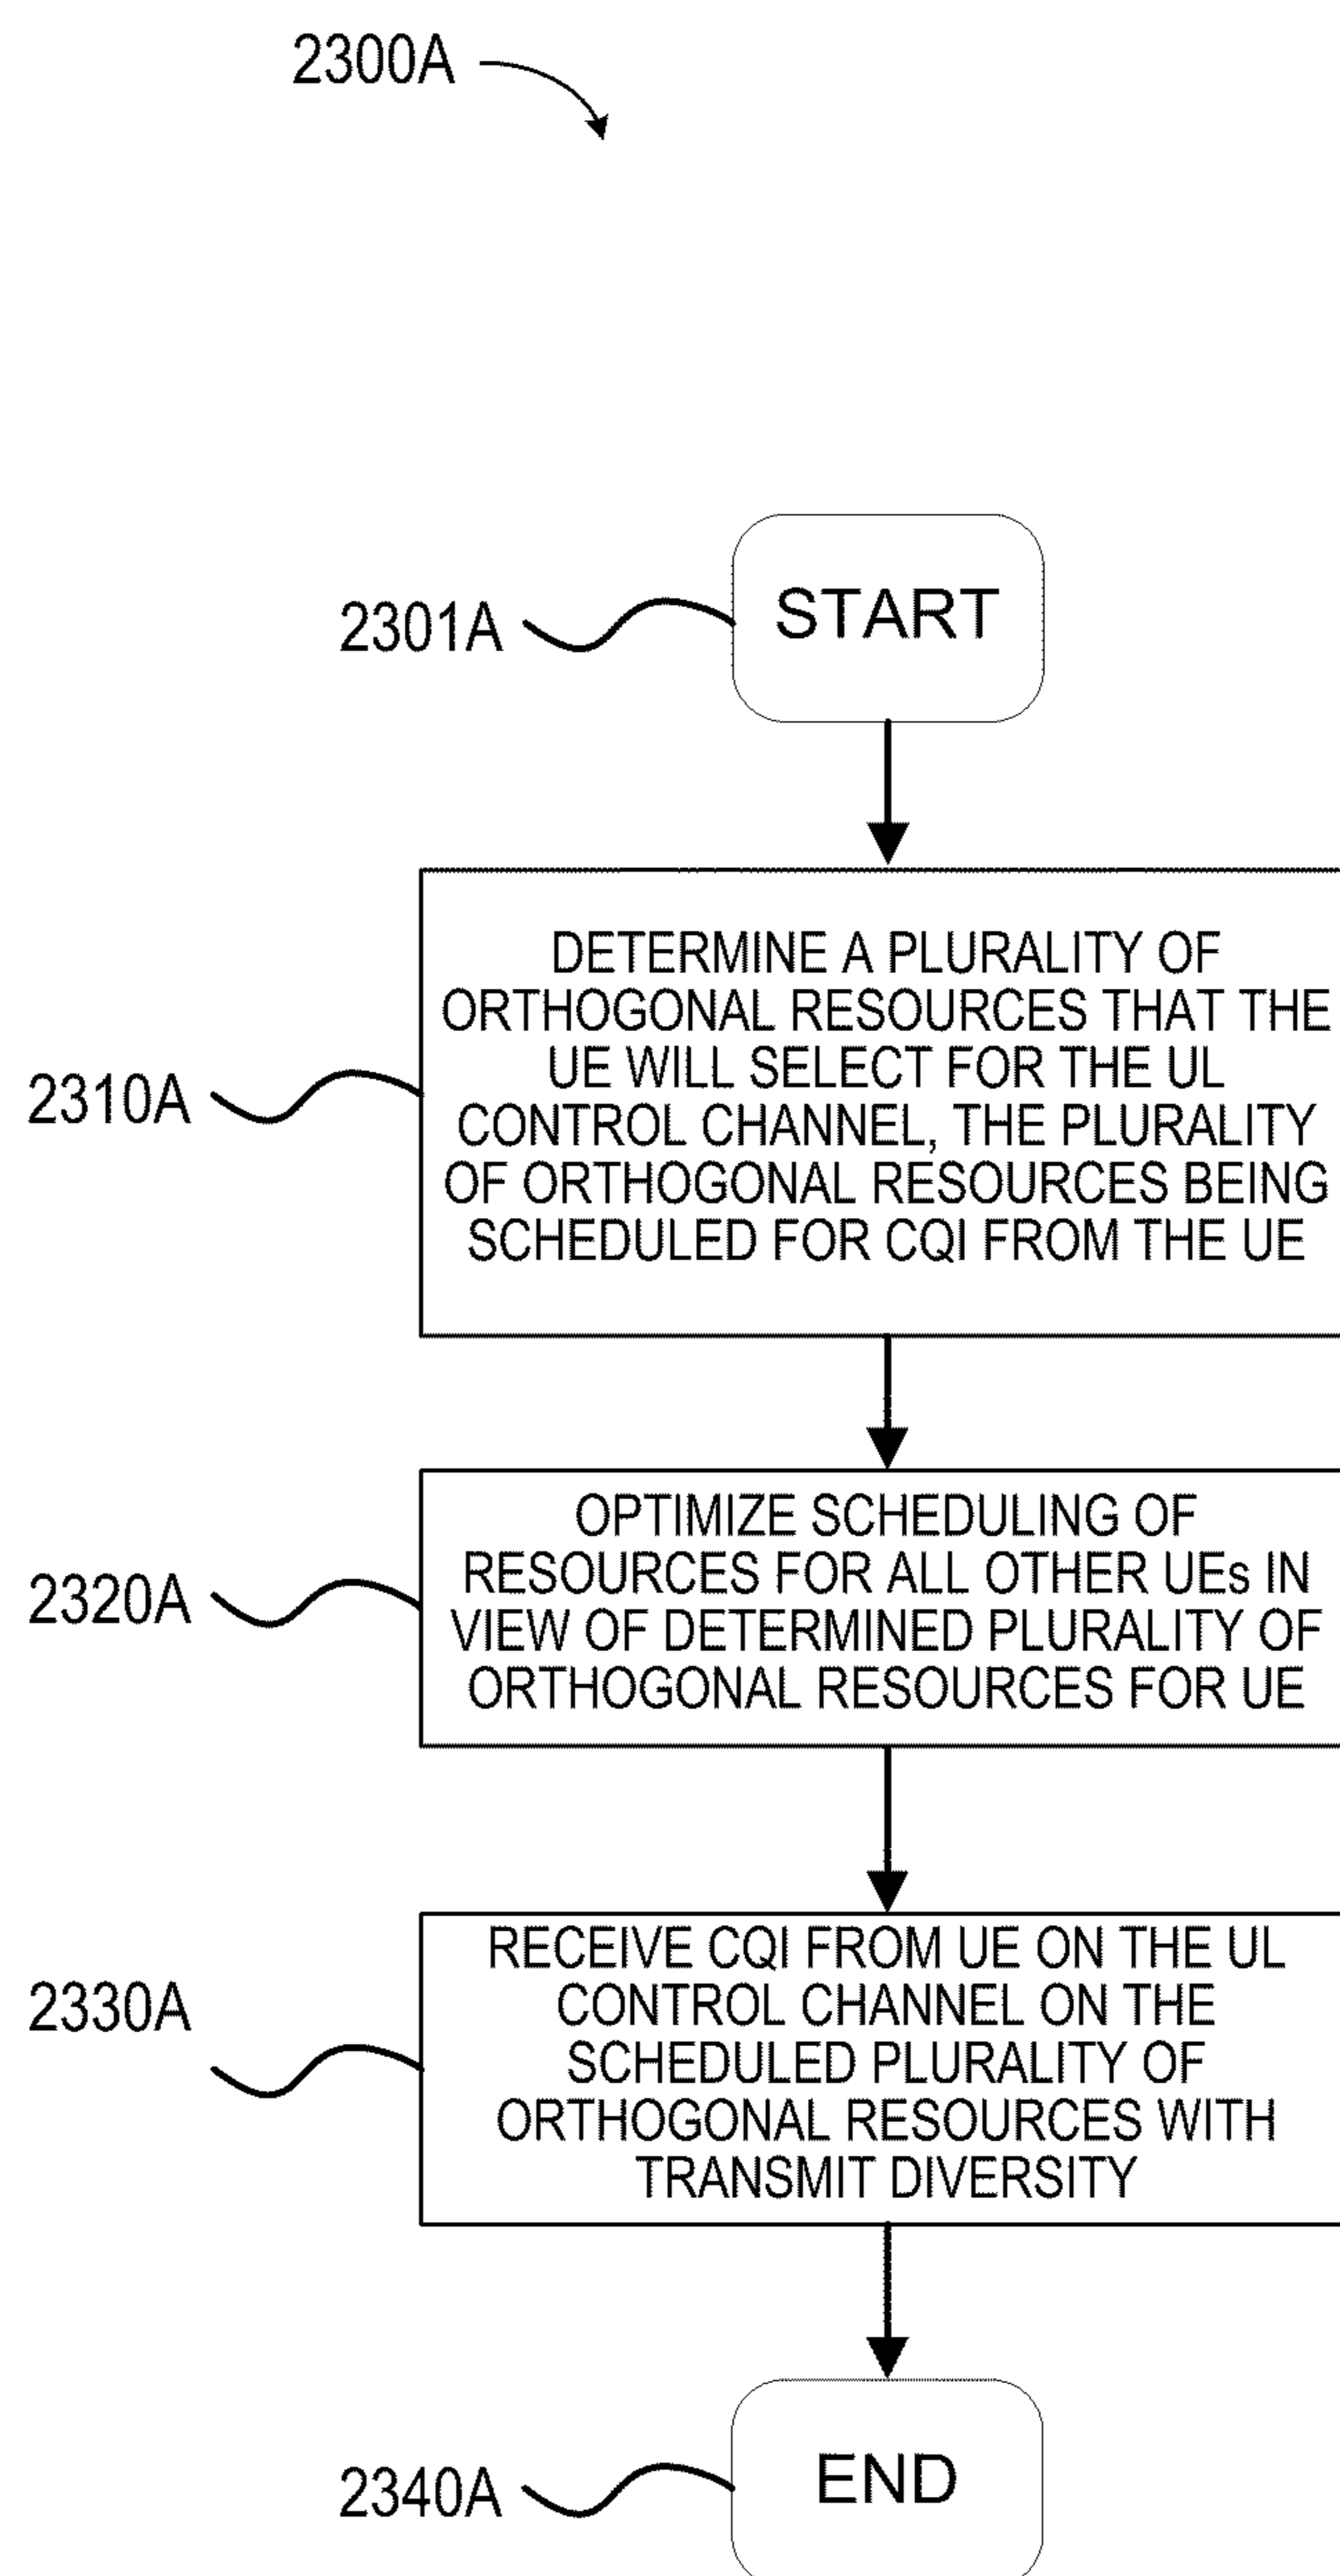 2300A
2301A
START
2310A
DETERMINE A PLURALITY OF
ORTHOGONAL RESOURCES THAT THE
UE WILL SELECT FOR THE UL
CONTROL CHANNEL, THE PLURALITY
OF ORTHOGONAL RESOURCES BEING
SCHEDULED FOR CQI FROM THE UE
2320A
OPTIMIZE SCHEDULING OF
RESOURCES FOR ALL OTHER UEs IN
VIEW OF DETERMINED PLURALITY OF
ORTHOGONAL RESOURCES FOR UE
2330A
RECEIVE CQI FROM UE ON THE UL
CONTROL CHANNEL ON THE
SCHEDULED PLURALITY OF
ORTHOGONAL RESOURCES WITH
TRANSMIT DIVERSITY
2340A
END